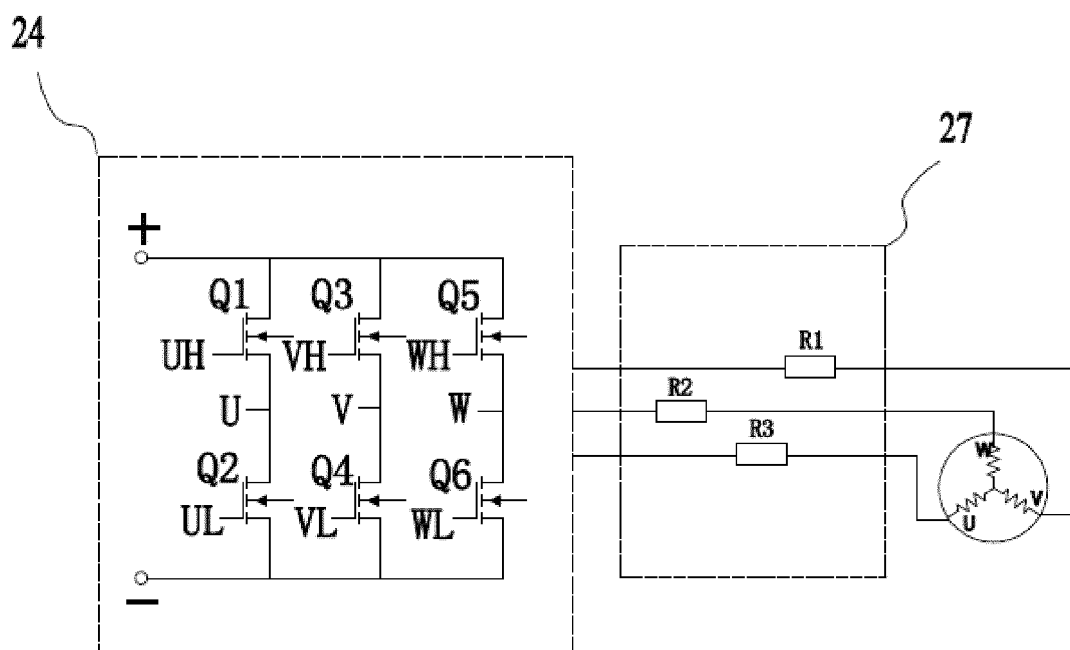 24
27
+
Q1 Q3 Q5
UH VH WH
R1
U V W
R2
R3
Q2 Q4 Q6
UL VL WL
W
U V
−